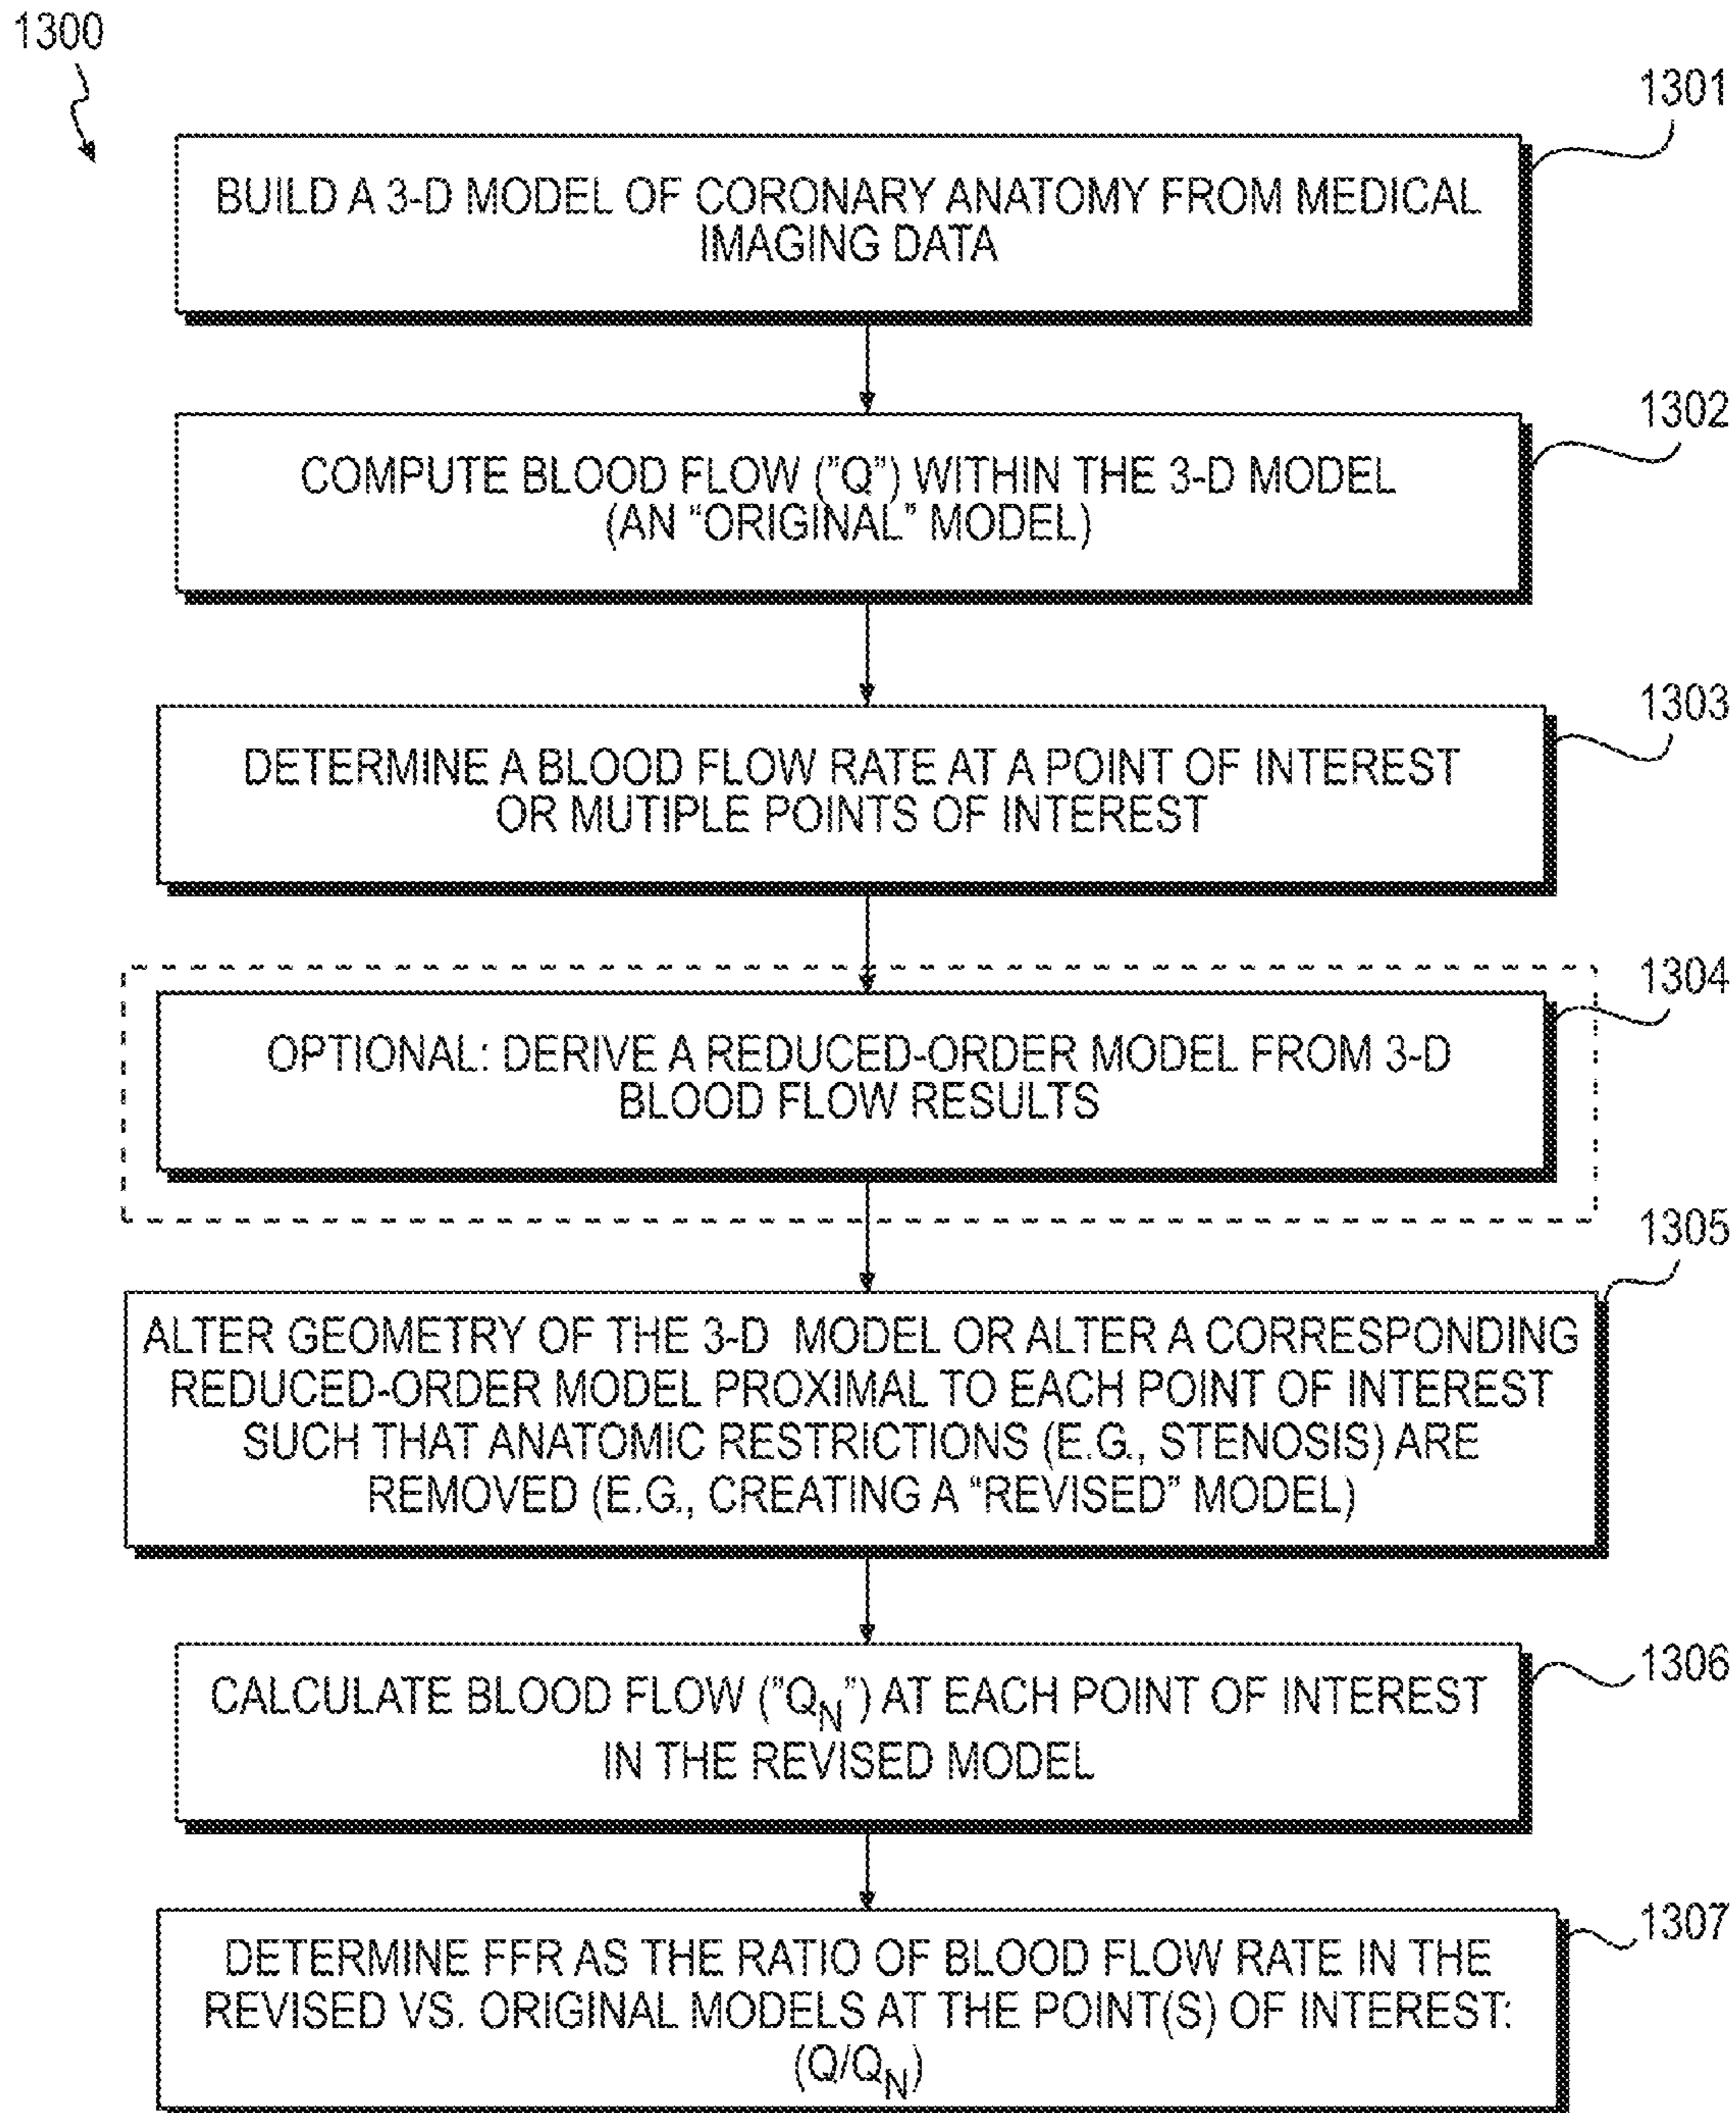 1300
1301
BUILD A 3-D MODEL OF CORONARY ANATOMY FROM MEDICAL
IMAGING DATA
1302
COMPUTE BLOOD FLOW ("Q") WITHIN THE 3-D MODEL
(AN "ORIGINAL" MODEL)
1303
DETERMINE A BLOOD FLOW RATE AT A POINT OF INTEREST
OR MUTIPLE POINTS OF INTEREST
1304
OPTIONAL: DERIVE A REDUCED-ORDER MODEL FROM 3-D
BLOOD FLOW RESULTS
1305
ALTER GEOMETRY OF THE 3-D MODEL OR ALTER A CORRESPONDING
REDUCED-ORDER MODEL PROXIMAL TO EACH POINT OF INTEREST
SUCH THAT ANATOMIC RESTRICTIONS (E.G., STENOSIS) ARE
REMOVED (E.G., CREATING A "REVISED" MODEL)
1306
CALCULATE BLOOD FLOW ("QN") AT EACH POINT OF INTEREST
IN THE REVISED MODEL
1307
DETERMINE FFR AS THE RATIO OF BLOOD FLOW RATE IN THE
REVISED VS. ORIGINAL MODELS AT THE POINT(S) OF INTEREST:
(Q/QN)